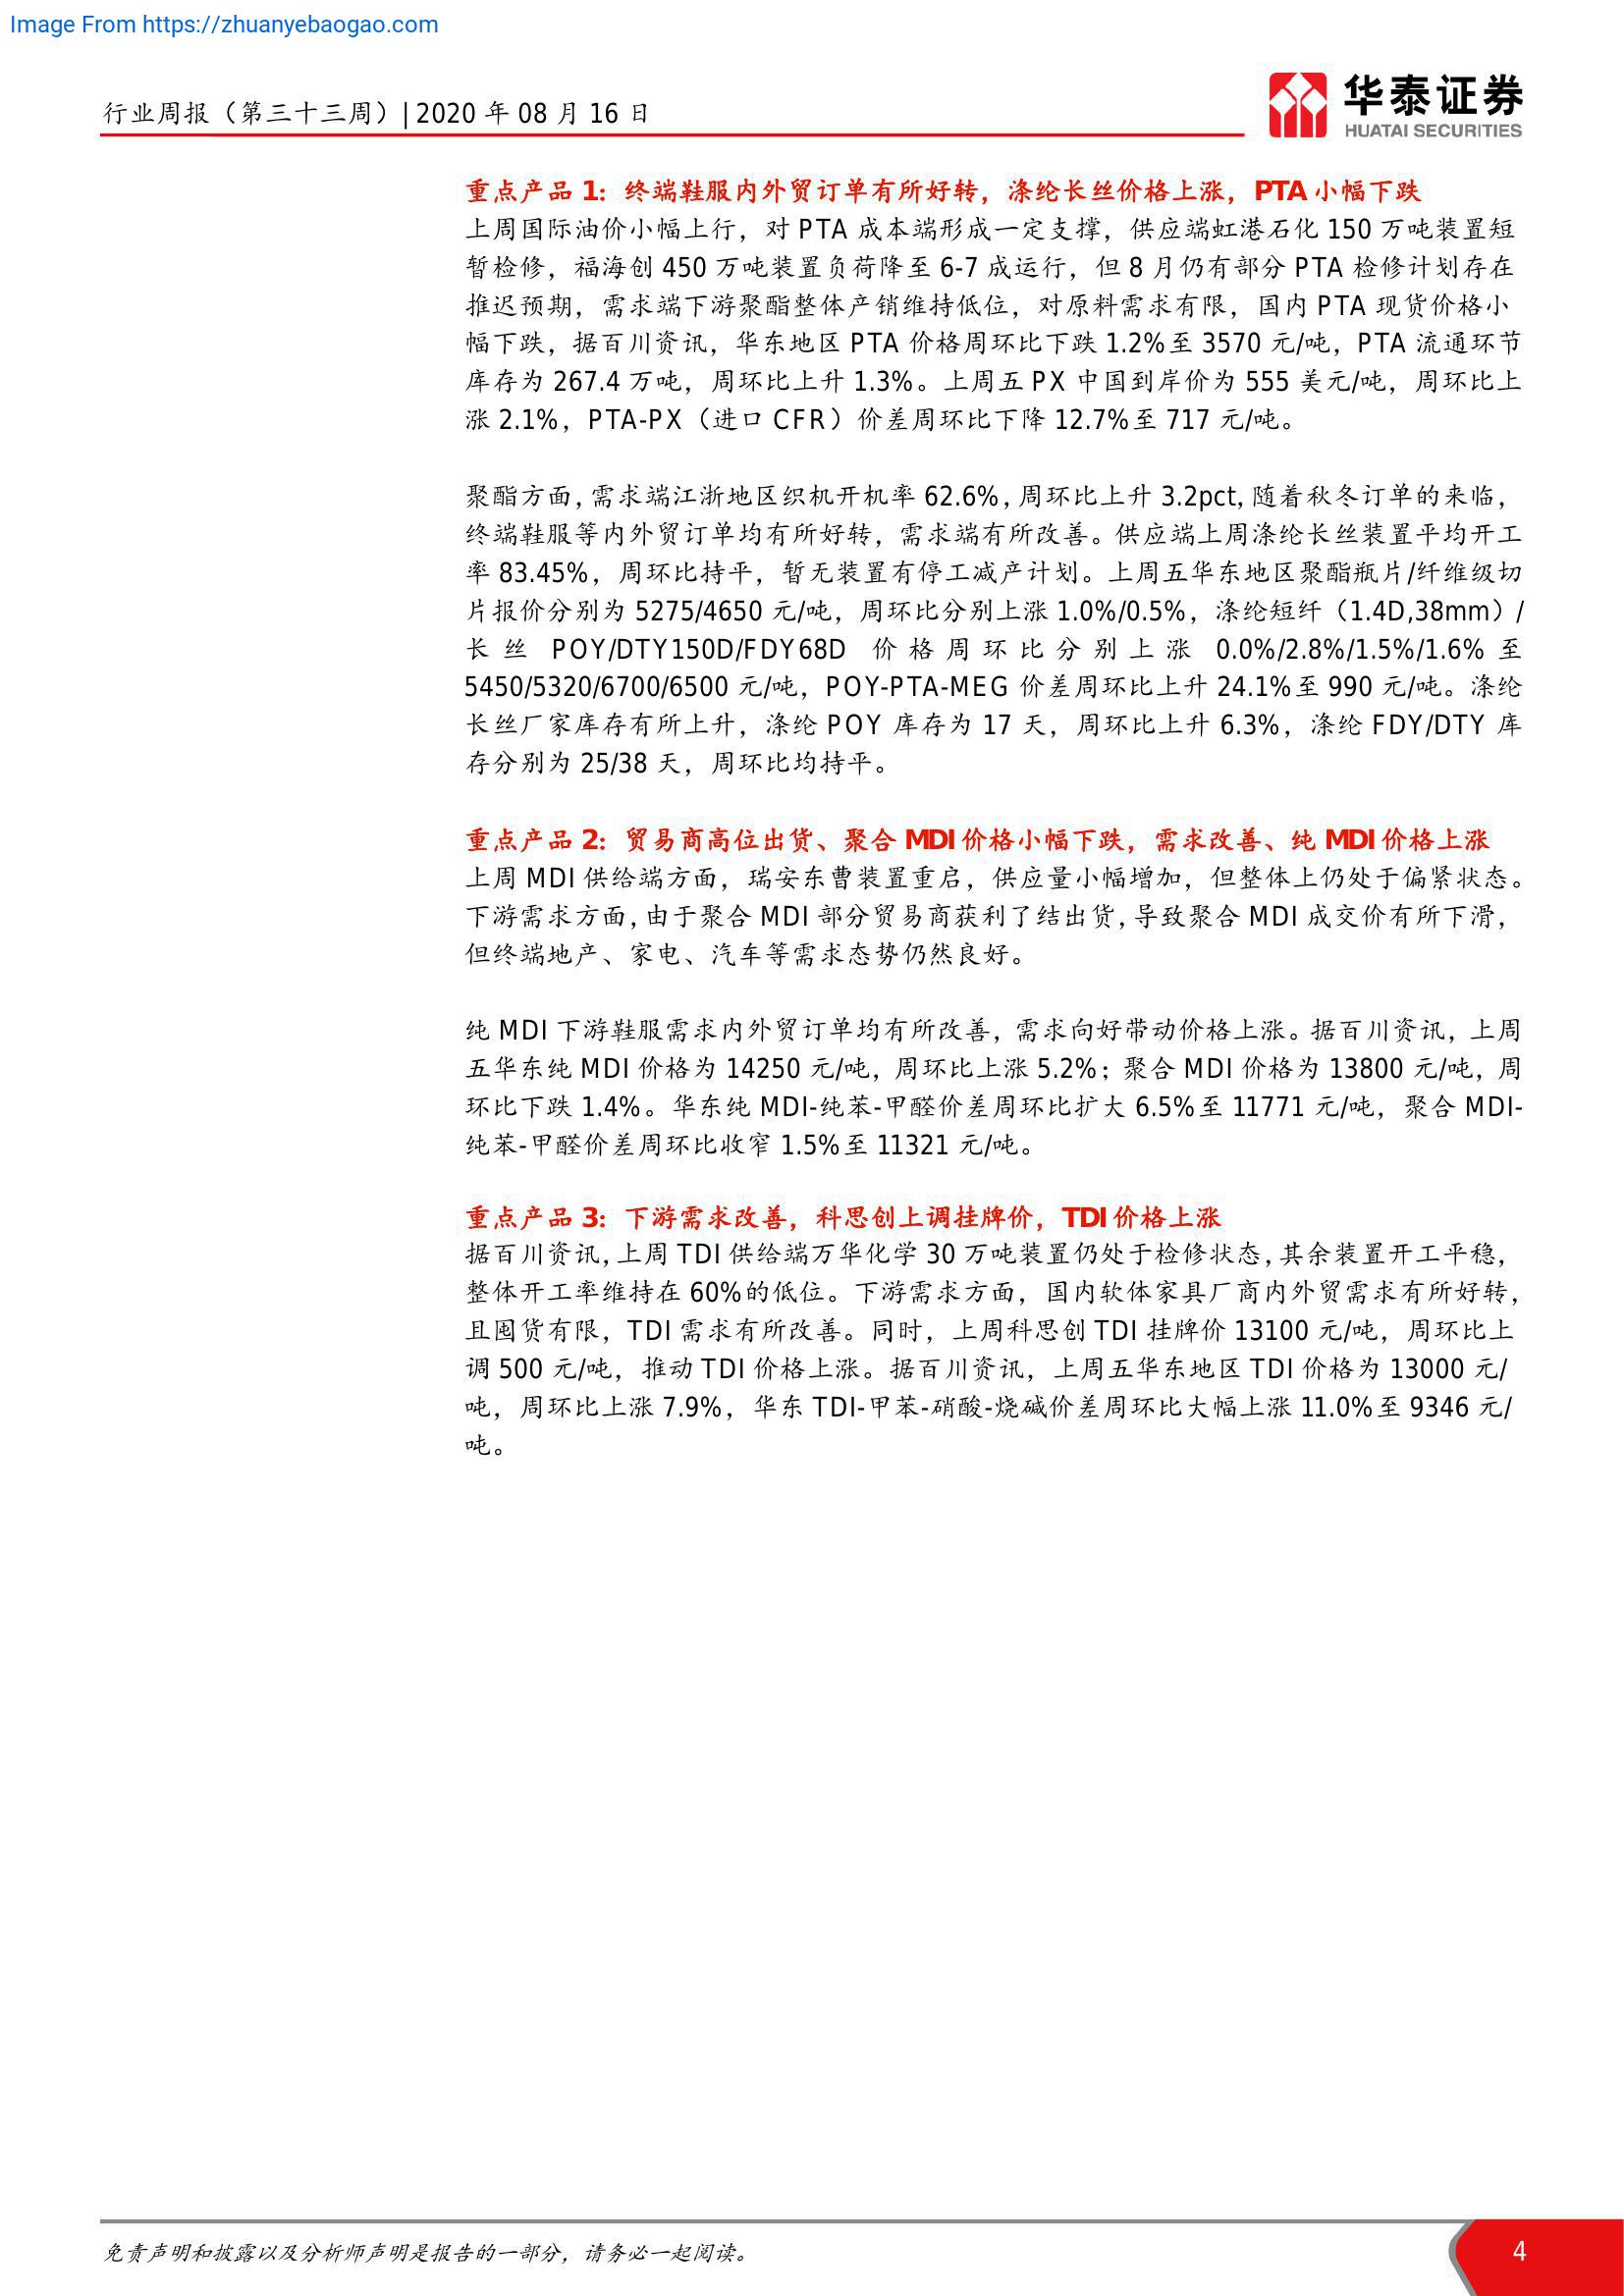 Image From https://zhuanyebaogao.com
行业周报（第三十三周）| 2020 年 08 月 16 日
华泰证券
HUATAI SECURITIES
重点产品 1：终端鞋服内外贸订单有所好转，涤纶长丝价格上涨，PTA 小幅下跌
上周国际油价小幅上行，对 PTA 成本端形成一定支撑，供应端虹港石化 150 万吨装置短
暂检修，福海创 450 万吨装置负荷降至 6-7 成运行，但 8 月仍有部分 PTA 检修计划存在
推迟预期，需求端下游聚酯整体产销维持低位，对原料需求有限，国内 PTA 现货价格小
幅下跌，据百川资讯，华东地区 PTA 价格周环比下跌 1.2%至 3570 元/吨，PTA 流通环节
库存为 267.4 万吨，周环比上升 1.3%。上周五 PX 中国到岸价为 555 美元/吨，周环比上
涨 2.1%，PTA-PX（进口 CFR）价差周环比下降 12.7%至 717 元/吨。
聚酯方面，需求端江浙地区织机开机率 62.6%，周环比上升 3.2pct，随着秋冬订单的来临，
终端鞋服等内外贸订单均有所好转，需求端有所改善。供应端上周涤纶长丝装置平均开工
率 83.45%，周环比持平，暂无装置有停工减产计划。上周五华东地区聚酯瓶片/纤维级切
片报价分别为 5275/4650 元/吨，周环比分别上涨 1.0%/0.5%，涤纶短纤（1.4D,38mm）/
长丝 POY/DTY150D/FDY68D 价格周环比分别上涨 0.0%/2.8%/1.5%/1.6% 至
5450/5320/6700/6500 元/吨，POY-PTA-MEG 价差周环比上升 24.1%至 990 元/吨。涤纶
长丝厂家库存有所上升，涤纶 POY 库存为 17 天，周环比上升 6.3%，涤纶 FDY/DTY 库
存分别为 25/38 天，周环比均持平。
重点产品 2：贸易商高位出货、聚合 MDI 价格小幅下跌，需求改善、纯 MDI 价格上涨
上周 MDI 供给端方面，瑞安东曹装置重启，供应量小幅增加，但整体上仍处于偏紧状态。
下游需求方面，由于聚合 MDI 部分贸易商获利了结出货，导致聚合 MDI 成交价有所下滑，
但终端地产、家电、汽车等需求态势仍然良好。
纯 MDI 下游鞋服需求内外贸订单均有所改善，需求向好带动价格上涨。据百川资讯，上周
五华东纯 MDI 价格为 14250 元/吨，周环比上涨 5.2%；聚合 MDI 价格为 13800 元/吨，周
环比下跌 1.4%。华东纯 MDI-纯苯-甲醛价差周环比扩大 6.5%至 11771 元/吨，聚合 MDI-
纯苯-甲醛价差周环比收窄 1.5%至 11321 元/吨。
重点产品 3：下游需求改善，科思创上调挂牌价，TDI 价格上涨
据百川资讯，上周 TDI 供给端万华化学 30 万吨装置仍处于检修状态，其余装置开工平稳，
整体开工率维持在 60%的低位。下游需求方面，国内软体家具厂商内外贸需求有所好转，
且囤货有限，TDI 需求有所改善。同时，上周科思创 TDI 挂牌价 13100 元/吨，周环比上
调 500 元/吨，推动 TDI 价格上涨。据百川资讯，上周五华东地区 TDI 价格为 13000 元/
吨，周环比上涨 7.9%，华东 TDI-甲苯-硝酸-烧碱价差周环比大幅上涨 11.0%至 9346 元/
吨。
免责声明和披露以及分析师声明是报告的一部分，请务必一起阅读。
4